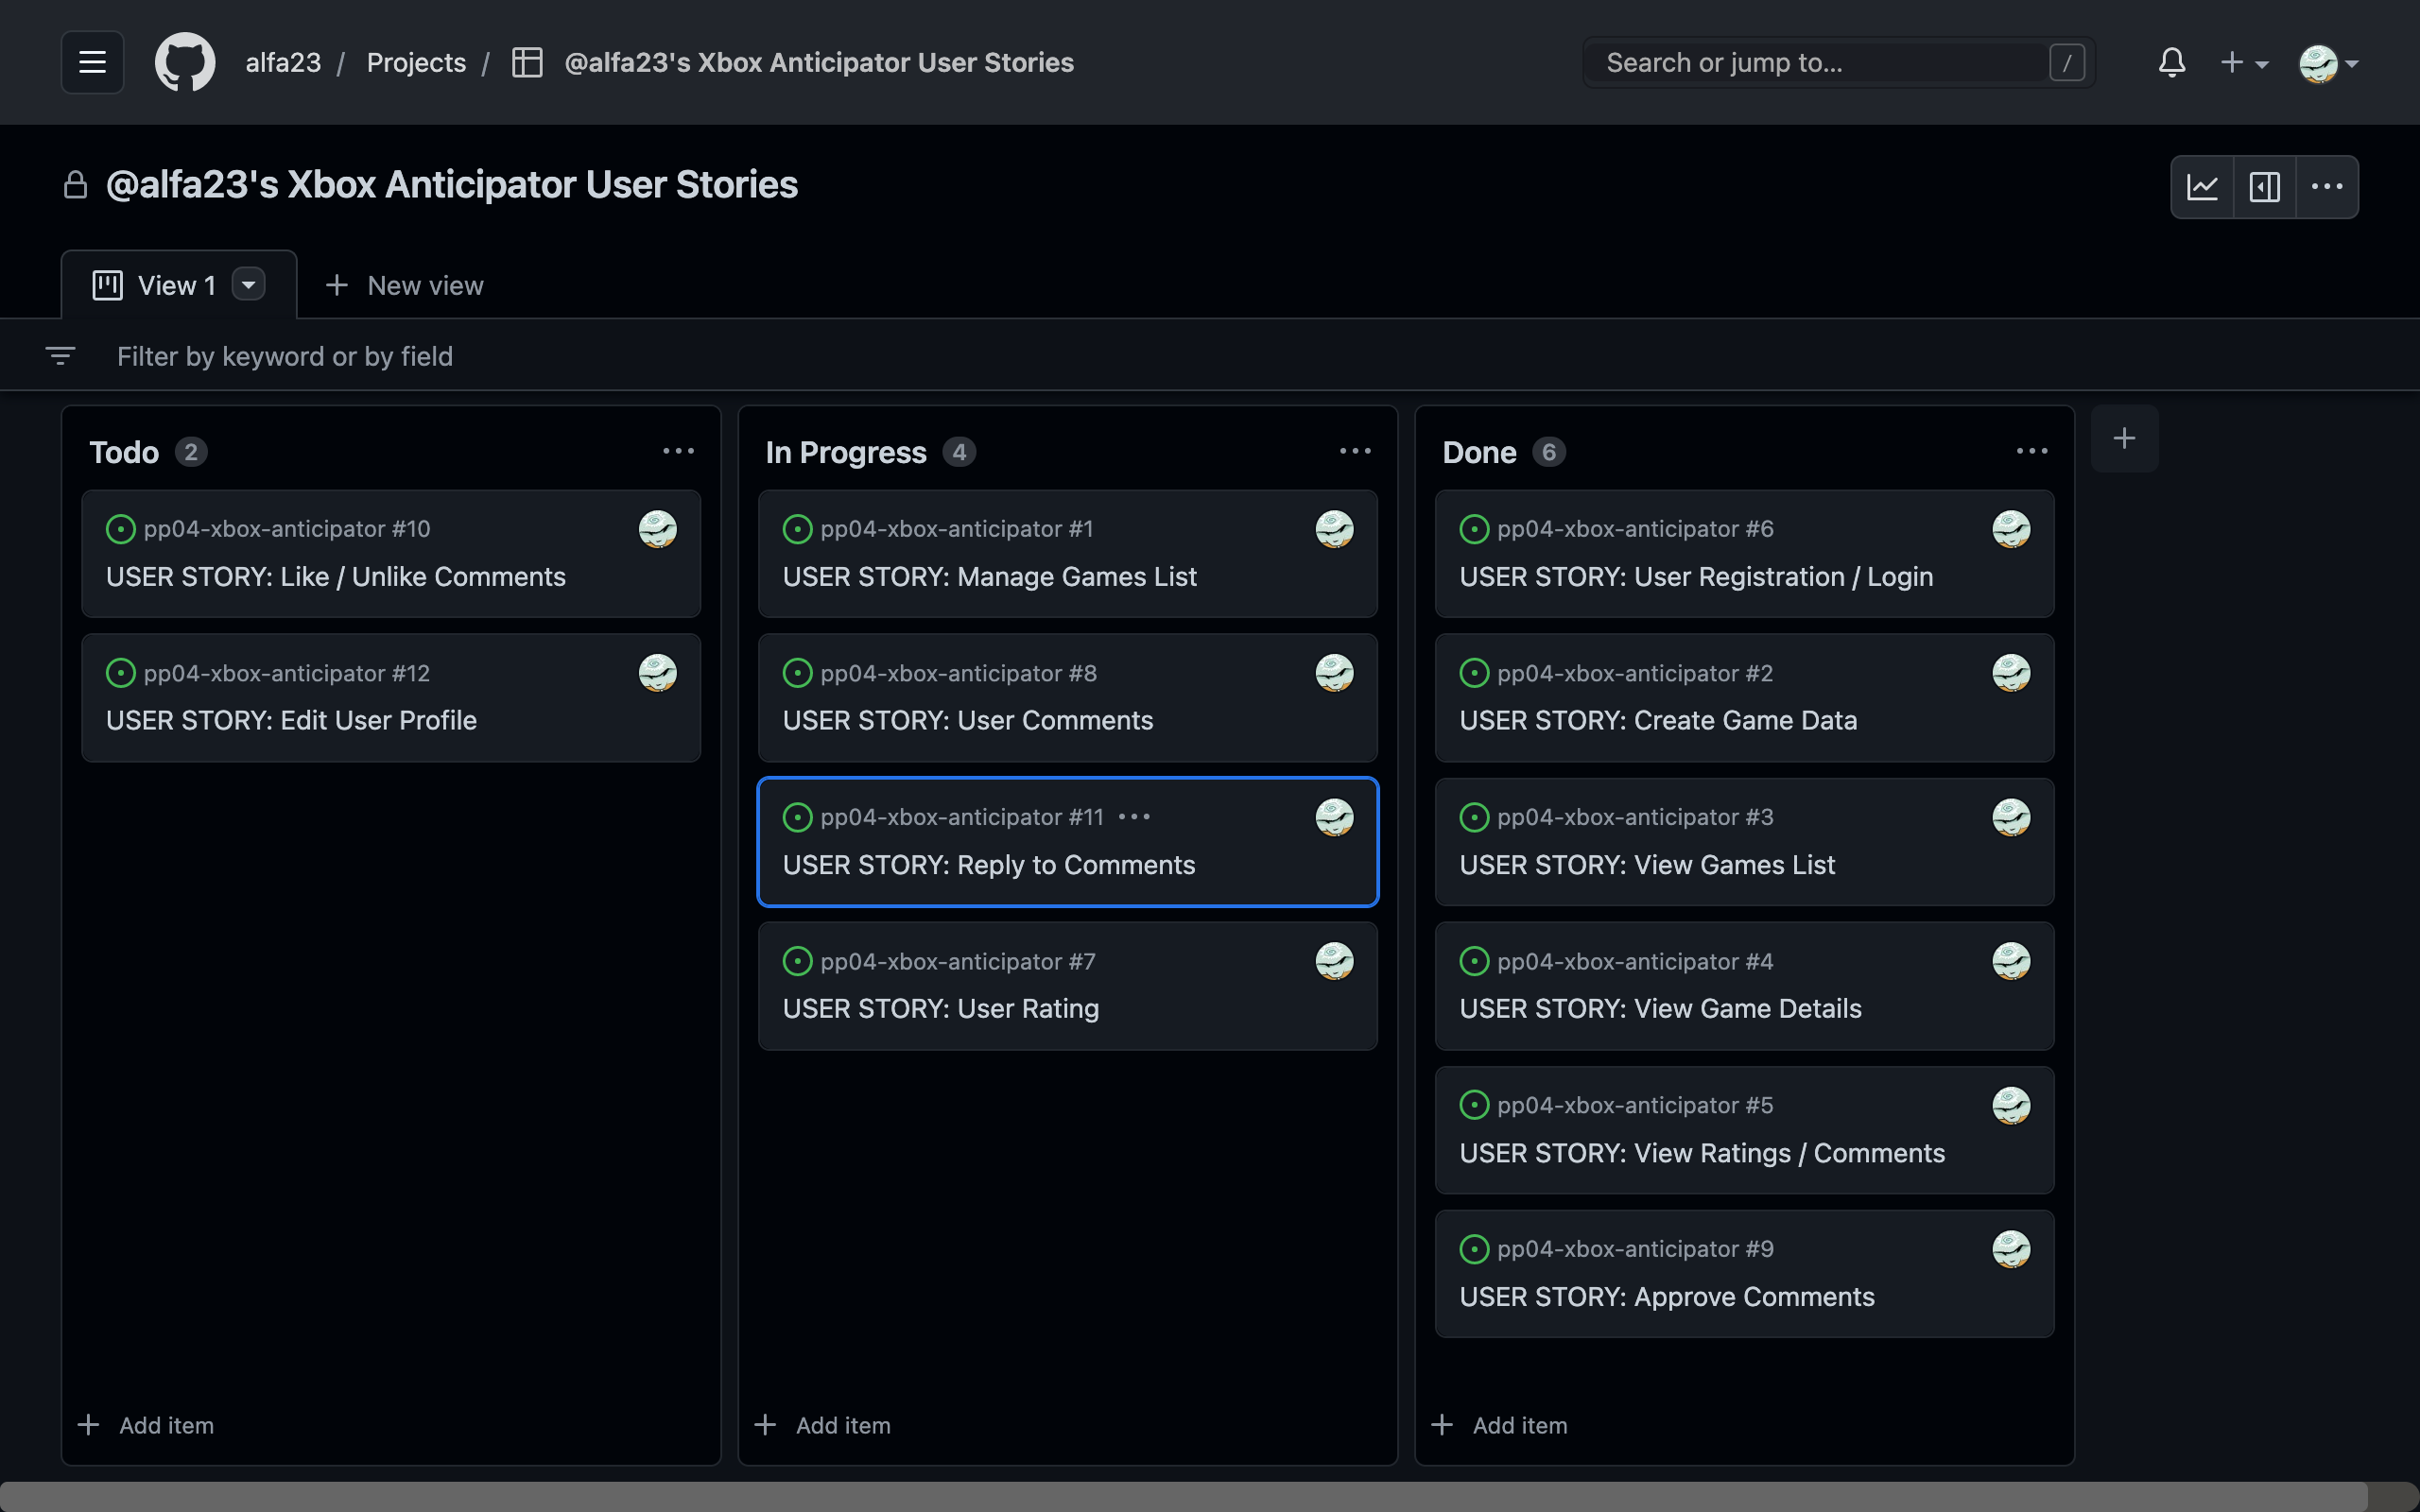 alfa23 / Projects / @alfa23's Xbox Anticipator User Stories
Search or jump to... /
@alfa23's Xbox Anticipator User Stories
View 1
New view
Filter by keyword or by field
Todo 2
pp04-xbox-anticipator #10
USER STORY: Like / Unlike Comments
pp04-xbox-anticipator #12
USER STORY: Edit User Profile
Add item
In Progress 4
pp04-xbox-anticipator #1
USER STORY: Manage Games List
pp04-xbox-anticipator #8
USER STORY: User Comments
pp04-xbox-anticipator #11
USER STORY: Reply to Comments
pp04-xbox-anticipator #7
USER STORY: User Rating
Add item
Done 6
pp04-xbox-anticipator #6
USER STORY: User Registration / Login
pp04-xbox-anticipator #2
USER STORY: Create Game Data
pp04-xbox-anticipator #3
USER STORY: View Games List
pp04-xbox-anticipator #4
USER STORY: View Game Details
pp04-xbox-anticipator #5
USER STORY: View Ratings / Comments
pp04-xbox-anticipator #9
USER STORY: Approve Comments
Add item